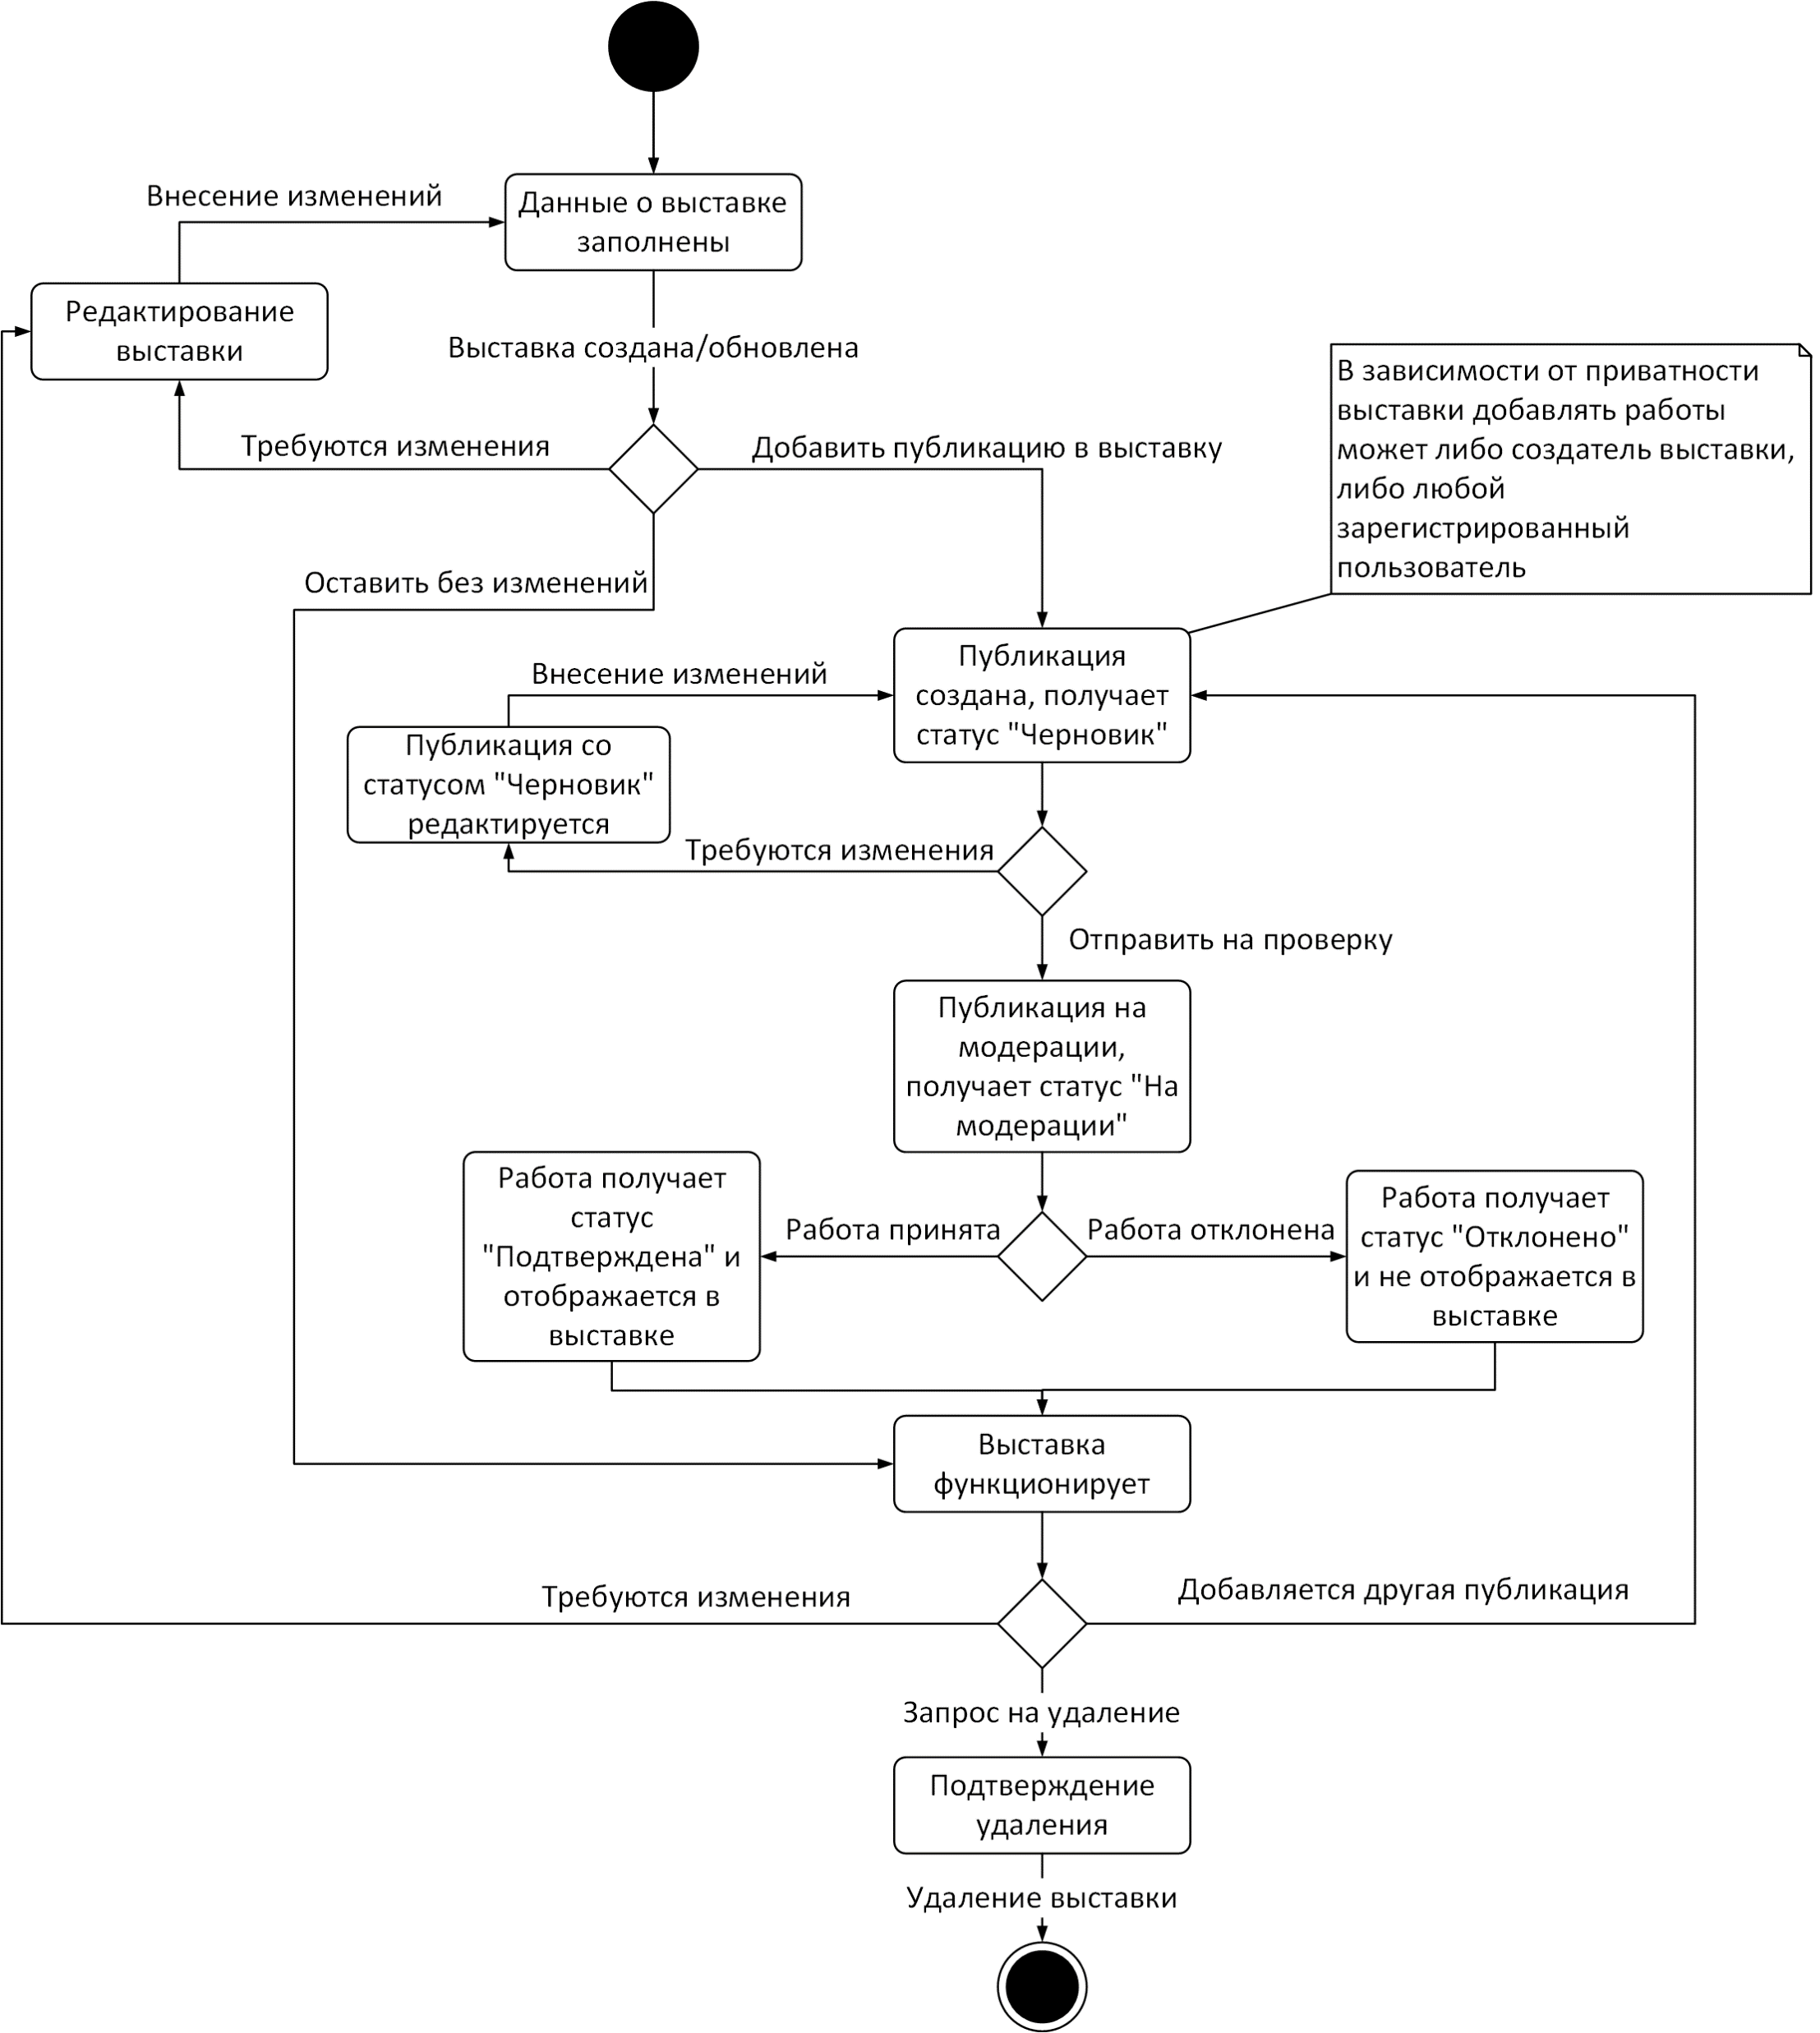 Данные о выставке
заполнены
Внесение изменений
Редактирование
выставки
Выставка создана/обновлена
Требуются изменения
Добавить публикацию в выставку
В зависимости от приватности
выставки добавлять работы
может либо создатель выставки,
либо любой
зарегистрированный
пользователь
Оставить без изменений
Публикация
создана, получает
статус "Черновик"
Внесение изменений
Публикация со
статусом "Черновик"
редактируется
Требуются изменения
Отправить на проверку
Публикация на
модерации,
получает статус "На
модерации"
Работа получает
статус
"Подтверждена" и
отображается в
выставке
Работа принята
Работа отклонена
Работа получает
статус "Отклонено"
и не отображается в
выставке
Выставка
функционирует
Требуются изменения
Добавляется другая публикация
Запрос на удаление
Подтверждение
удаления
Удаление выставки